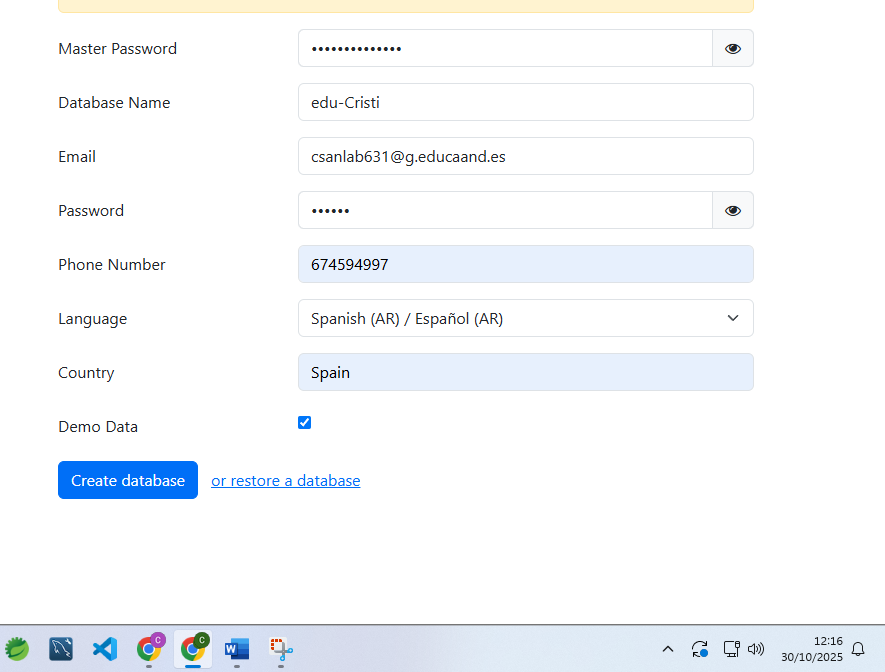 Master Password ••••••••••••••
Database Name edu-Cristi
Email csanlab631@g.educaand.es
Password ••••••
Phone Number 674594997
Language Spanish (AR) / Español (AR)
Country Spain
Demo Data
Create database or restore a database
C C W 12:16
30/10/2025